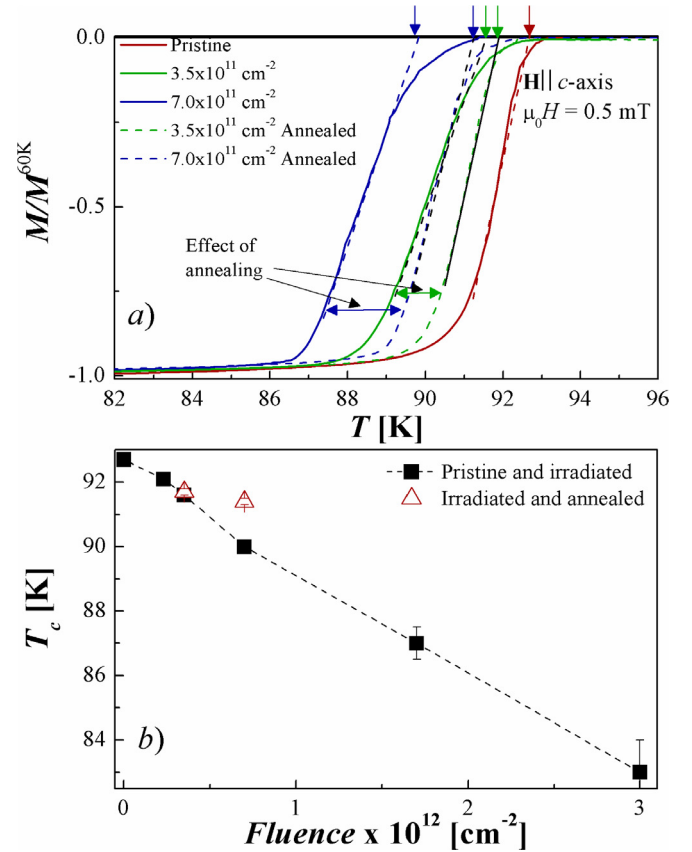 0.0
Pristine
3.5x10¹¹ cm⁻²
7.0x10¹¹ cm⁻²
3.5x10¹¹ cm⁻² Annealed
7.0x10¹¹ cm⁻² Annealed
H|| c-axis
μ₀H = 0.5 mT
M/M⁶⁰ᴷ
-0.5
Effect of
annealing
a)
-1.0
82 84 86 88 90 92 94 96
T [K]
92
Pristine and irradiated
Irradiated and annealed
90
T_c [K]
88
86
84
b)
0 1 2 3
Fluence x 10¹² [cm⁻²]